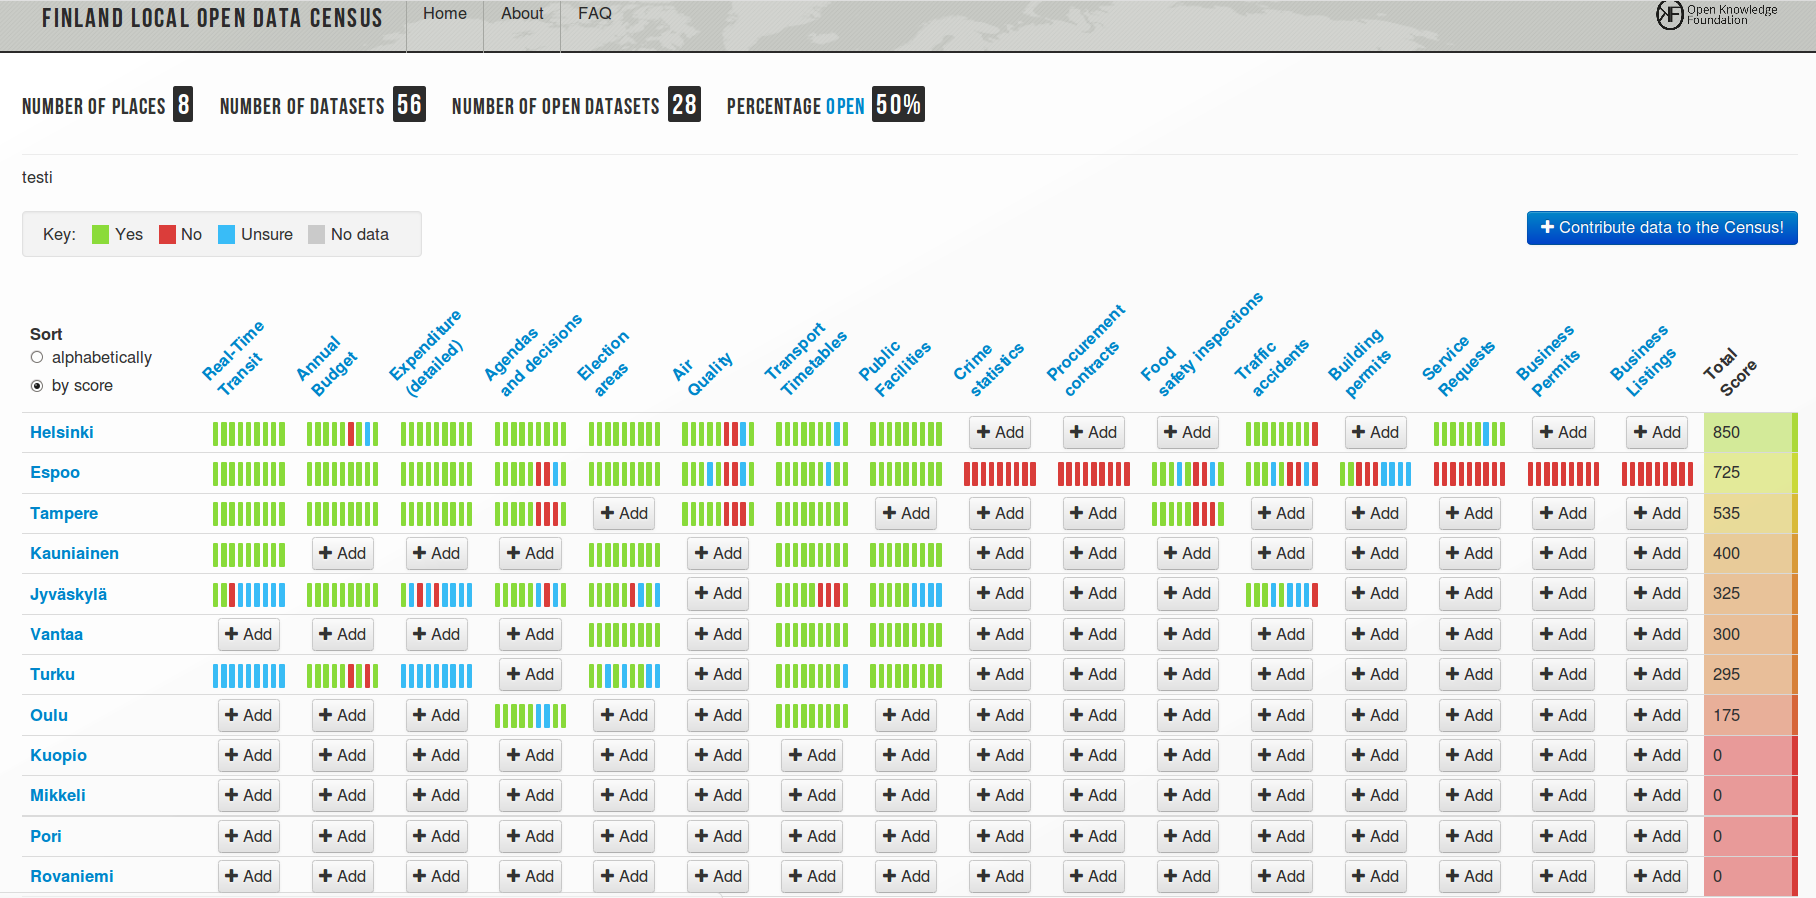 FINLAND LOCAL OPEN DATA CENSUS Home About FAQ Open Knowledge
Foundation
NUMBER OF PLACES 8 NUMBER OF DATASETS 56 NUMBER OF OPEN DATASETS 28 PERCENTAGE OPEN 50%
testi
Key: Yes No Unsure No data
+ Contribute data to the Census!
Sort
alphabetically
by score
Real-Time
Transit
Annual
Budget
Expenditure
(detailed)
Agendas
and decisions
Election
areas
Air
Quality
Transport
Timetables
Public
Facilities
Crime
statistics
Procurement
contracts
Food
safety inspections
Traffic
accidents
Building
permits
Service
Requests
Business
Permits
Business
Listings
Total
Score
Helsinki + Add + Add + Add + Add + Add + Add 850
Espoo 725
Tampere + Add + Add + Add + Add + Add + Add + Add + Add + Add 535
Kauniainen + Add + Add + Add + Add + Add + Add + Add + Add + Add + Add + Add + Add 400
Jyväskylä + Add + Add + Add + Add + Add + Add + Add + Add 325
Vantaa + Add + Add + Add + Add + Add + Add + Add + Add + Add + Add + Add + Add + Add 300
Turku + Add + Add + Add + Add + Add + Add + Add + Add + Add + Add 295
Oulu + Add + Add + Add + Add + Add + Add + Add + Add + Add + Add + Add + Add + Add + Add 175
Kuopio + Add + Add + Add + Add + Add + Add + Add + Add + Add + Add + Add + Add + Add + Add + Add + Add 0
Mikkeli + Add + Add + Add + Add + Add + Add + Add + Add + Add + Add + Add + Add + Add + Add + Add + Add 0
Pori + Add + Add + Add + Add + Add + Add + Add + Add + Add + Add + Add + Add + Add + Add + Add + Add 0
Rovaniemi + Add + Add + Add + Add + Add + Add + Add + Add + Add + Add + Add + Add + Add + Add + Add + Add 0